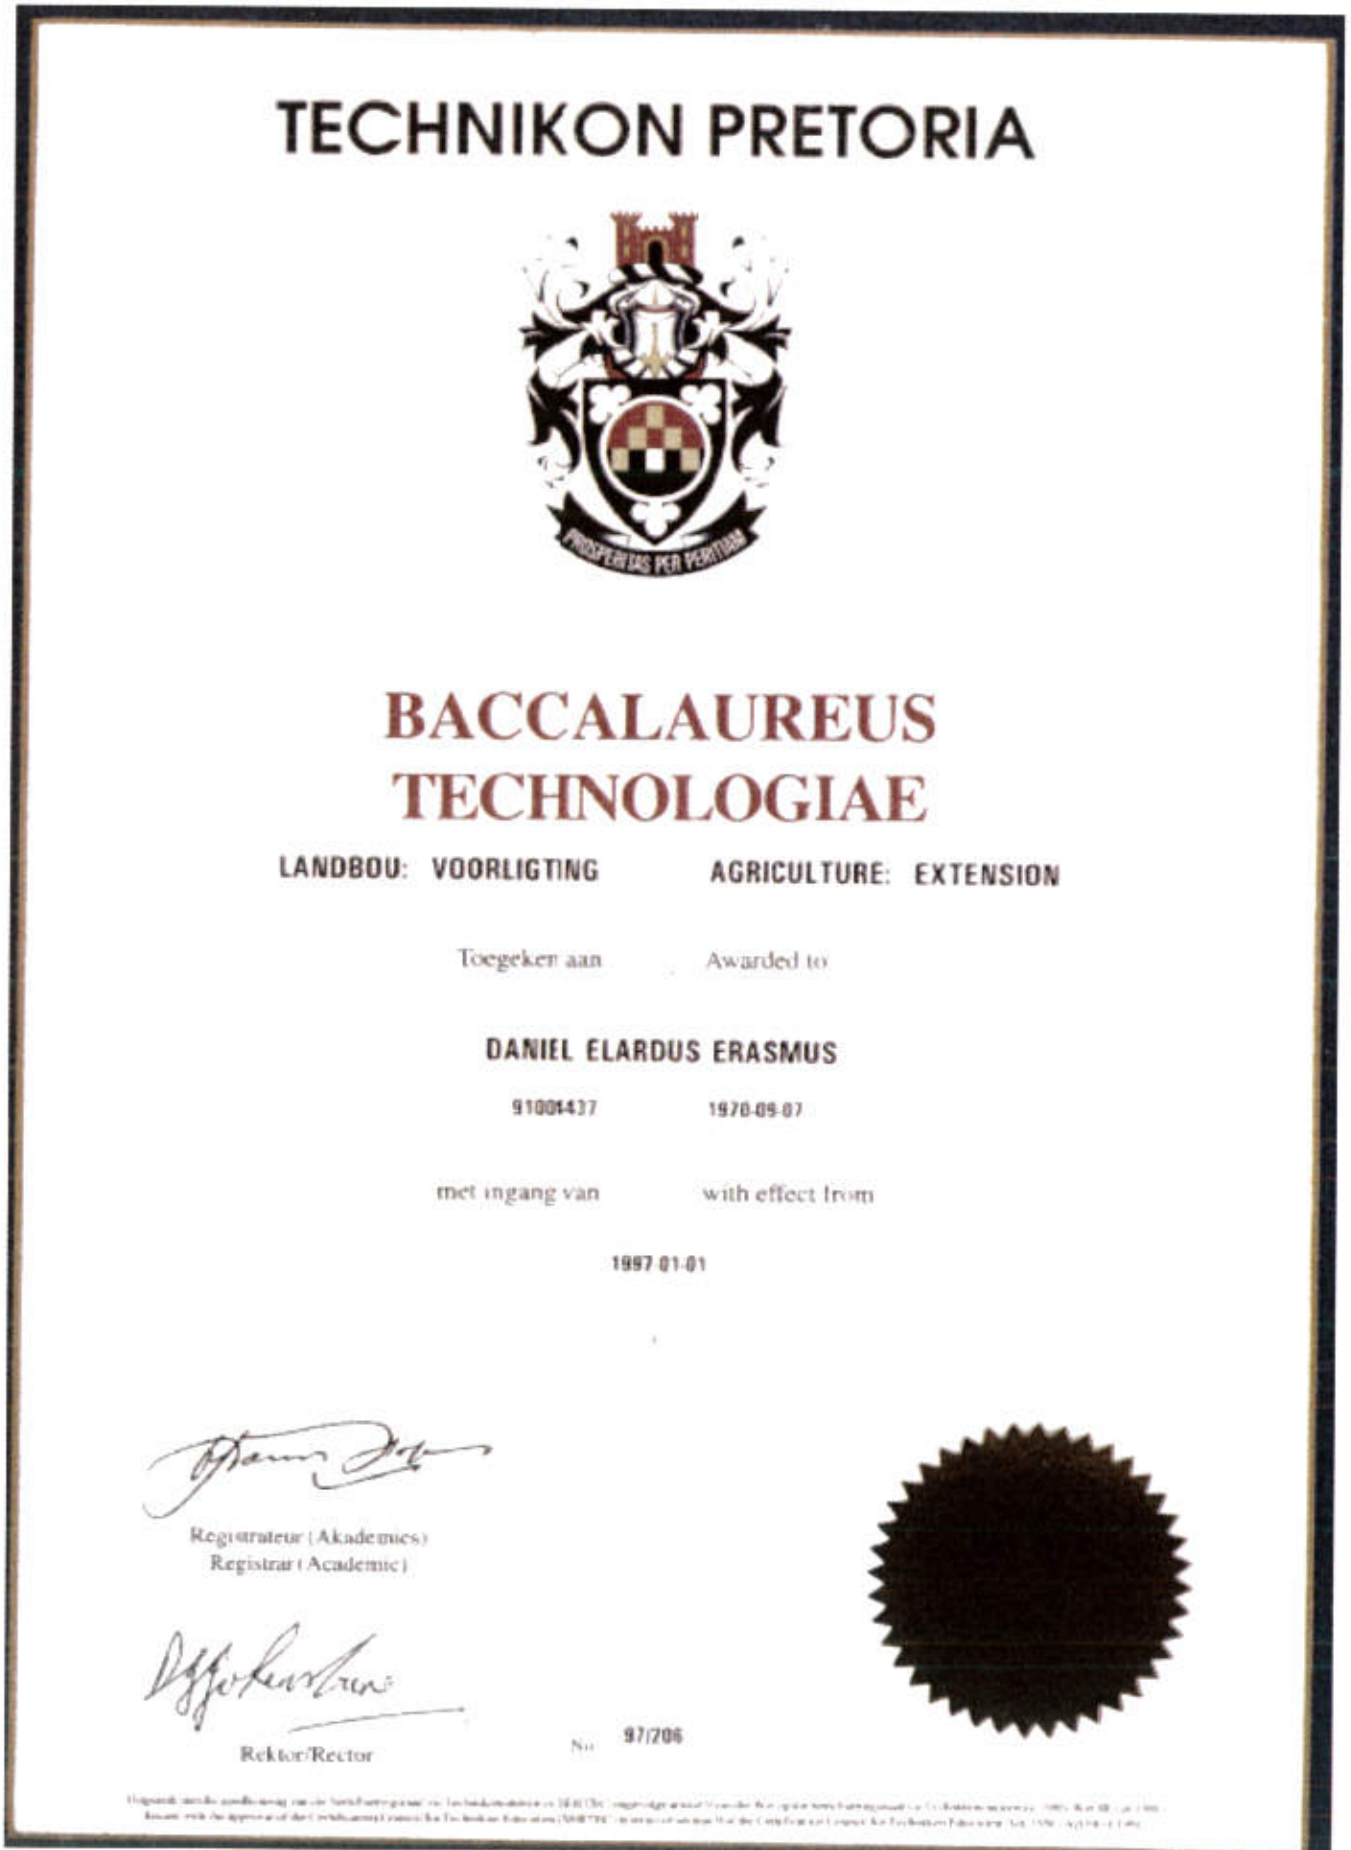 TECHNIKON PRETORIA
PROSPERITAS PER PERITIAM
BACCALAUREUS
TECHNOLOGIAE
LANDBOU: VOORLIGTING AGRICULTURE: EXTENSION
Toegeken aan Awarded to
DANIEL ELARDUS ERASMUS
91001437 1970-09-07
met ingang van with effect from
1997-01-01
Registrateur (Akademies)
Registrar (Academic)
Rektor/Rector
No 97/206